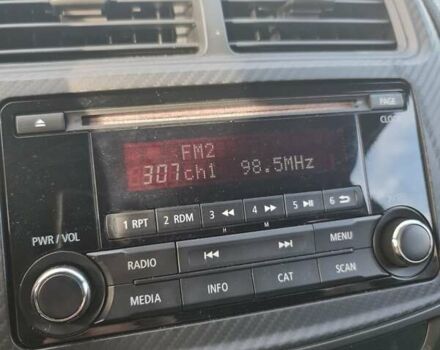 PAGE
CLO
FM2
307ch1 98.5MHz
1 RPT 2 RDM 3 4 5 6
H M
PWR/VOL
RADIO MENU
MEDIA INFO CAT SCAN